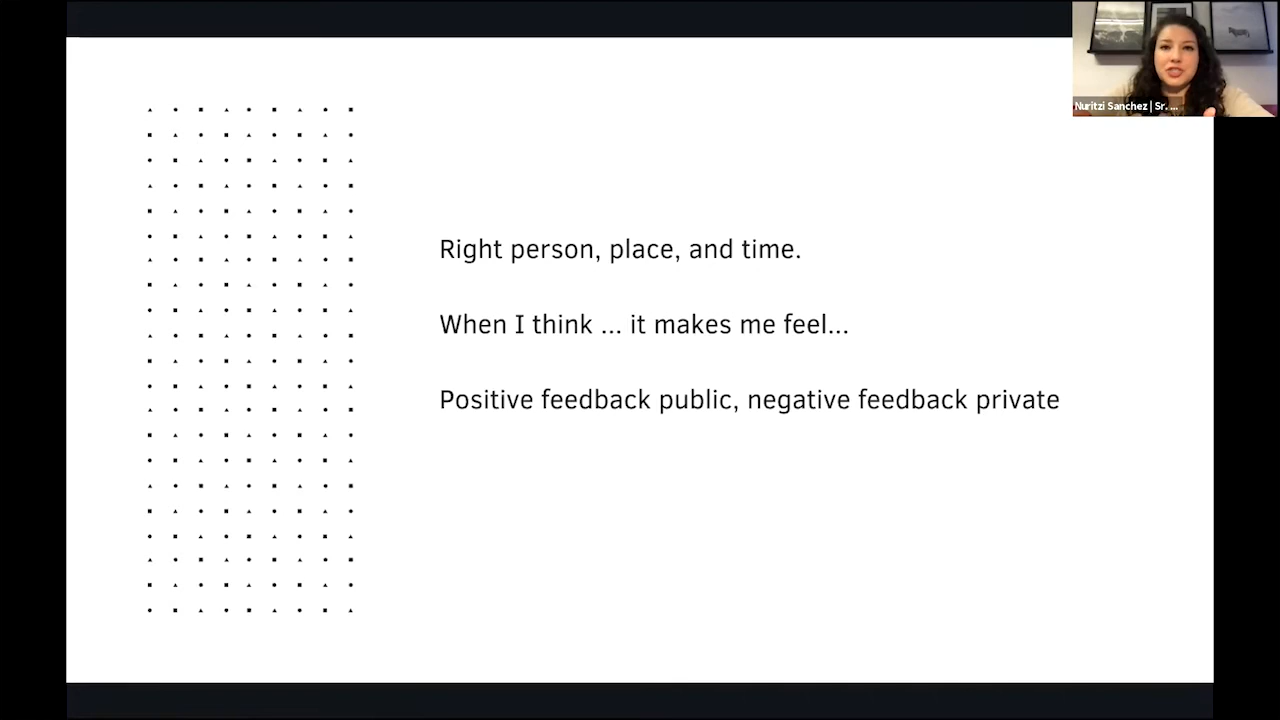 Nuritzi Sanchez | Sr. ...
Right person, place, and time.
When I think ... it makes me feel...
Positive feedback public, negative feedback private